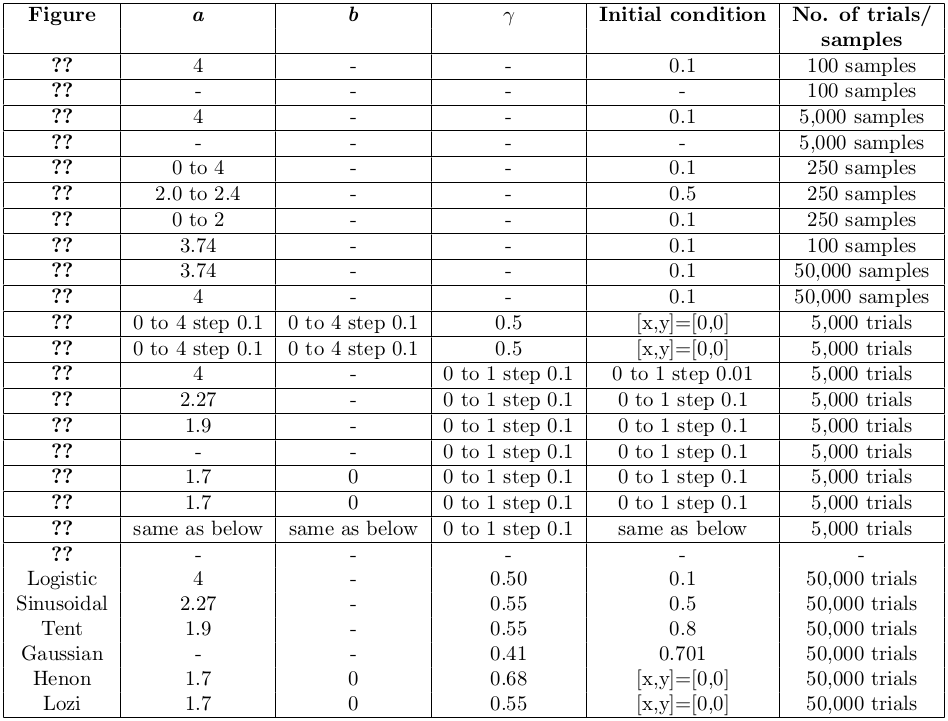 Figure a b γ Initial condition No. of trials/
samples
?? 4 - - 0.1 100 samples
?? - - - - 100 samples
?? 4 - - 0.1 5,000 samples
?? - - - - 5,000 samples
?? 0 to 4 - - 0.1 250 samples
?? 2.0 to 2.4 - - 0.5 250 samples
?? 0 to 2 - - 0.1 250 samples
?? 3.74 - - 0.1 100 samples
?? 3.74 - - 0.1 50,000 samples
?? 4 - - 0.1 50,000 samples
?? 0 to 4 step 0.1 0 to 4 step 0.1 0.5 [x,y]=[0,0] 5,000 trials
?? 0 to 4 step 0.1 0 to 4 step 0.1 0.5 [x,y]=[0,0] 5,000 trials
?? 4 - 0 to 1 step 0.1 0 to 1 step 0.01 5,000 trials
?? 2.27 - 0 to 1 step 0.1 0 to 1 step 0.1 5,000 trials
?? 1.9 - 0 to 1 step 0.1 0 to 1 step 0.1 5,000 trials
?? - - 0 to 1 step 0.1 0 to 1 step 0.1 5,000 trials
?? 1.7 0 0 to 1 step 0.1 0 to 1 step 0.1 5,000 trials
?? 1.7 0 0 to 1 step 0.1 0 to 1 step 0.1 5,000 trials
?? same as below same as below 0 to 1 step 0.1 same as below 5,000 trials
?? - - - - -
Logistic 4 - 0.50 0.1 50,000 trials
Sinusoidal 2.27 - 0.55 0.5 50,000 trials
Tent 1.9 - 0.55 0.8 50,000 trials
Gaussian - - 0.41 0.701 50,000 trials
Henon 1.7 0 0.68 [x,y]=[0,0] 50,000 trials
Lozi 1.7 0 0.55 [x,y]=[0,0] 50,000 trials